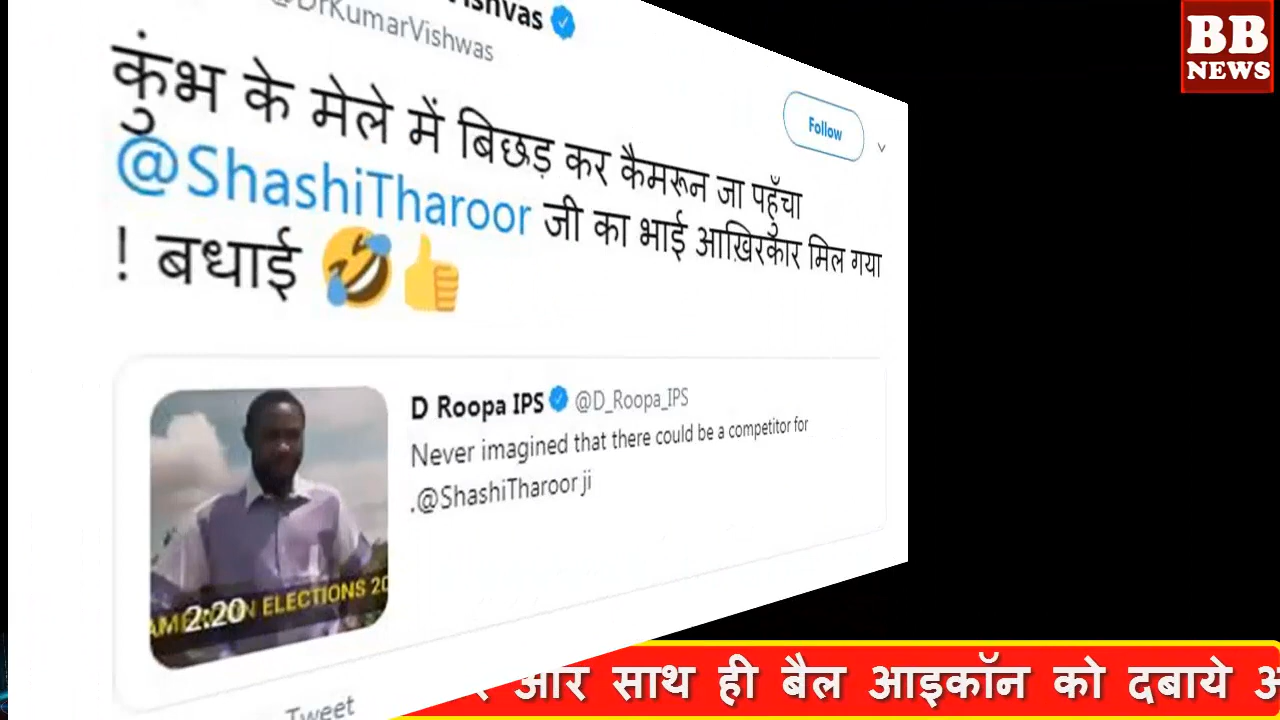 @DrKumarVishwas
कुंभ के मेले में बिछड़ कर कैमरून जा पहुँचा
@ShashiTharoor जी का भाई आख़िरकार मिल गया
! बधाई
Follow
D Roopa IPS @D_Roopa_IPS
Never imagined that there could be a competitor for
.@ShashiTharoor ji
ELECTIONS 20
2:20
Tweet
BB
NEWS
और साथ ही बैल आइकॉन को दबाये